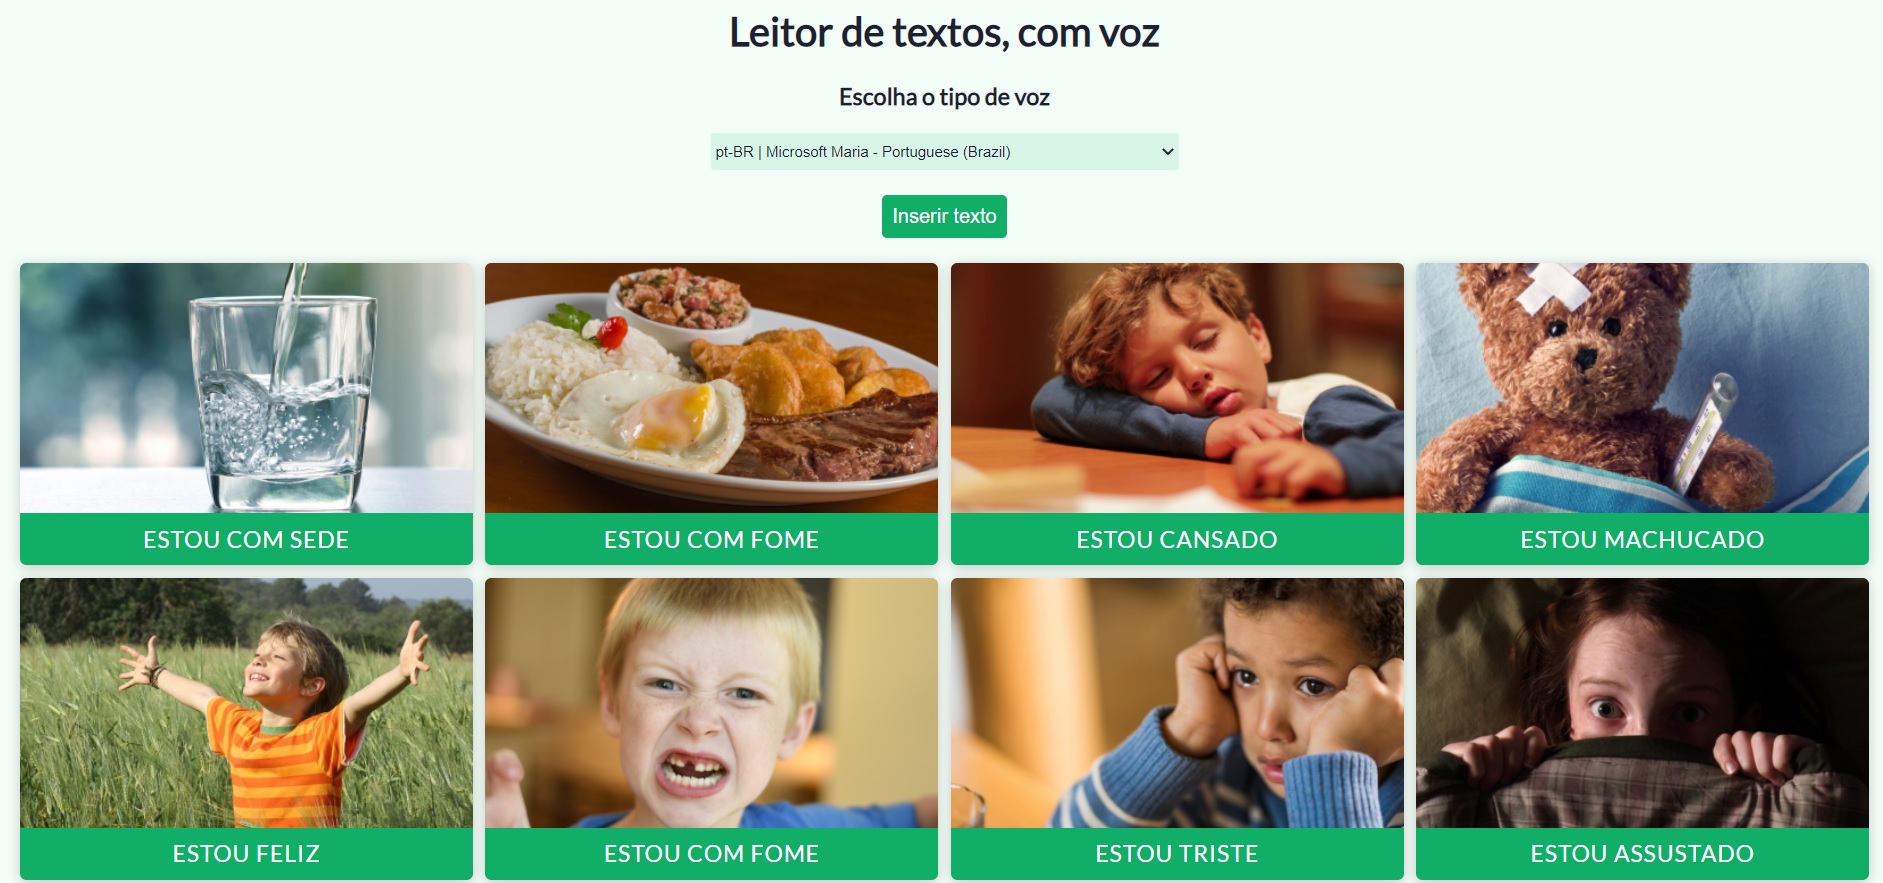 Leitor de textos, com voz
Escolha o tipo de voz
pt-BR | Microsoft Maria - Portuguese (Brazil)
Inserir texto
ESTOU COM SEDE
ESTOU COM FOME
ESTOU CANSADO
ESTOU MACHUCADO
ESTOU FELIZ
ESTOU COM FOME
ESTOU TRISTE
ESTOU ASSUSTADO